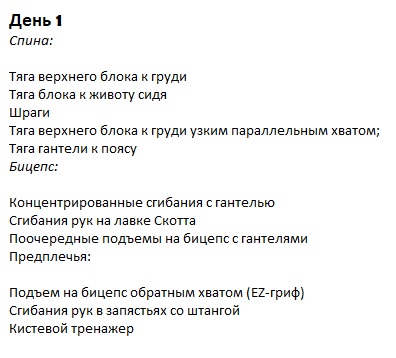 День 1
Спина:
Тяга верхнего блока к груди
Тяга блока к животу сидя
Шраги
Тяга верхнего блока к груди узким параллельным хватом;
Тяга гантели к поясу
Бицепс:
Концентрированные сгибания с гантелью
Сгибания рук на лавке Скотта
Поочередные подъемы на бицепс с гантелями
Предплечья:
Подъем на бицепс обратным хватом (EZ-гриф)
Сгибания рук в запястьях со штангой
Кистевой тренажер